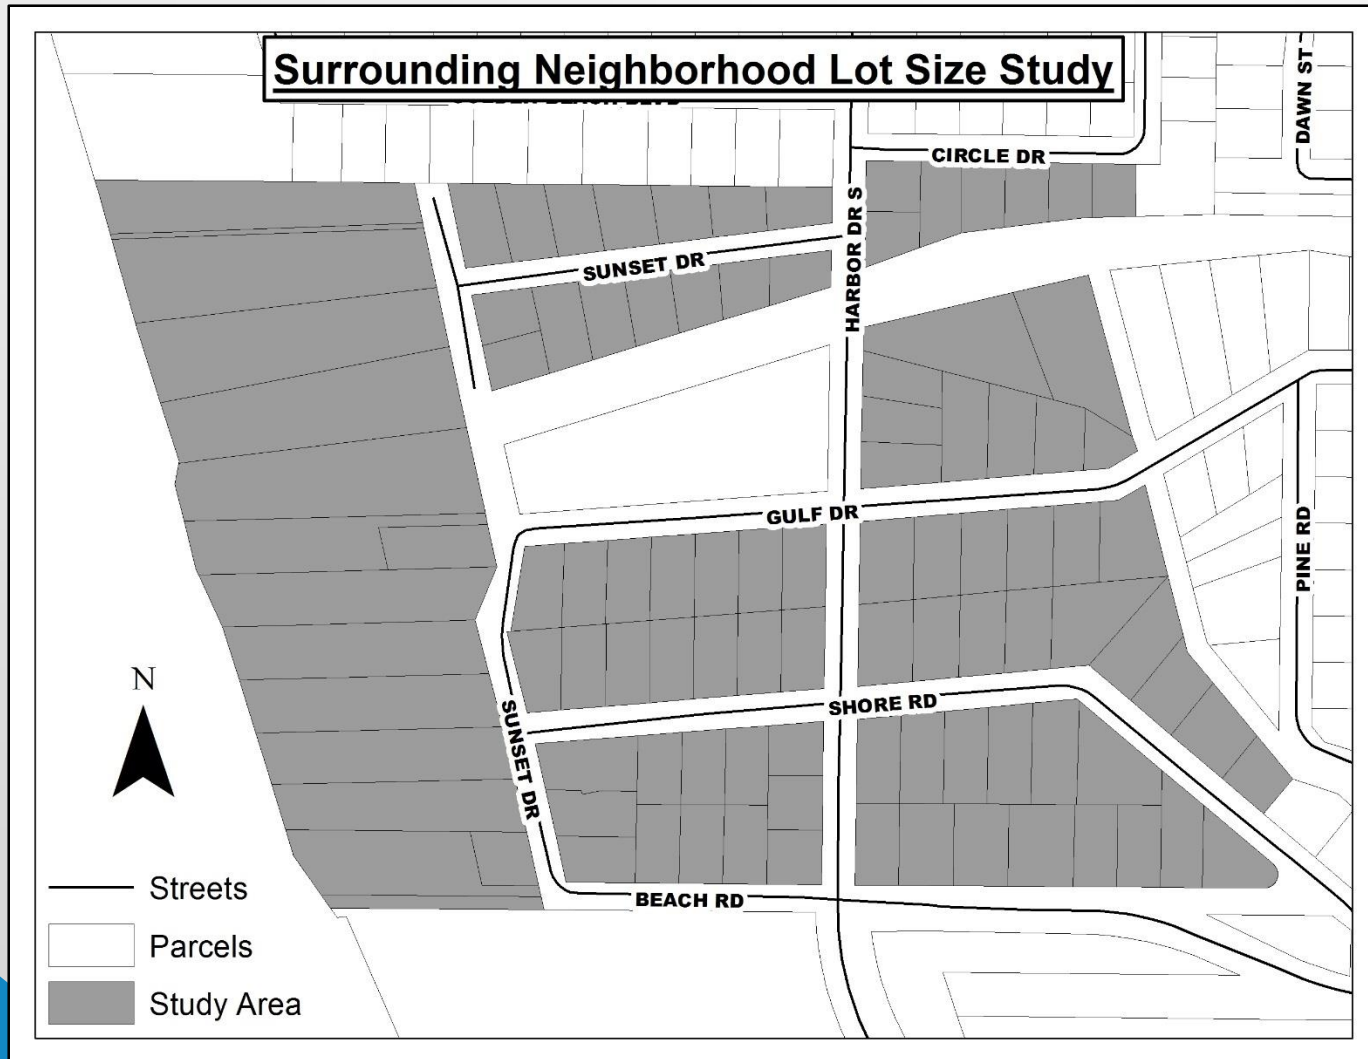 Surrounding Neighborhood Lot Size Study
DAWN ST
CIRCLE DR
HARBOR DR S
SUNSET DR
GULF DR
PINE RD
N
SHORE RD
SUNSET DR
Streets
BEACH RD
Parcels
Study Area